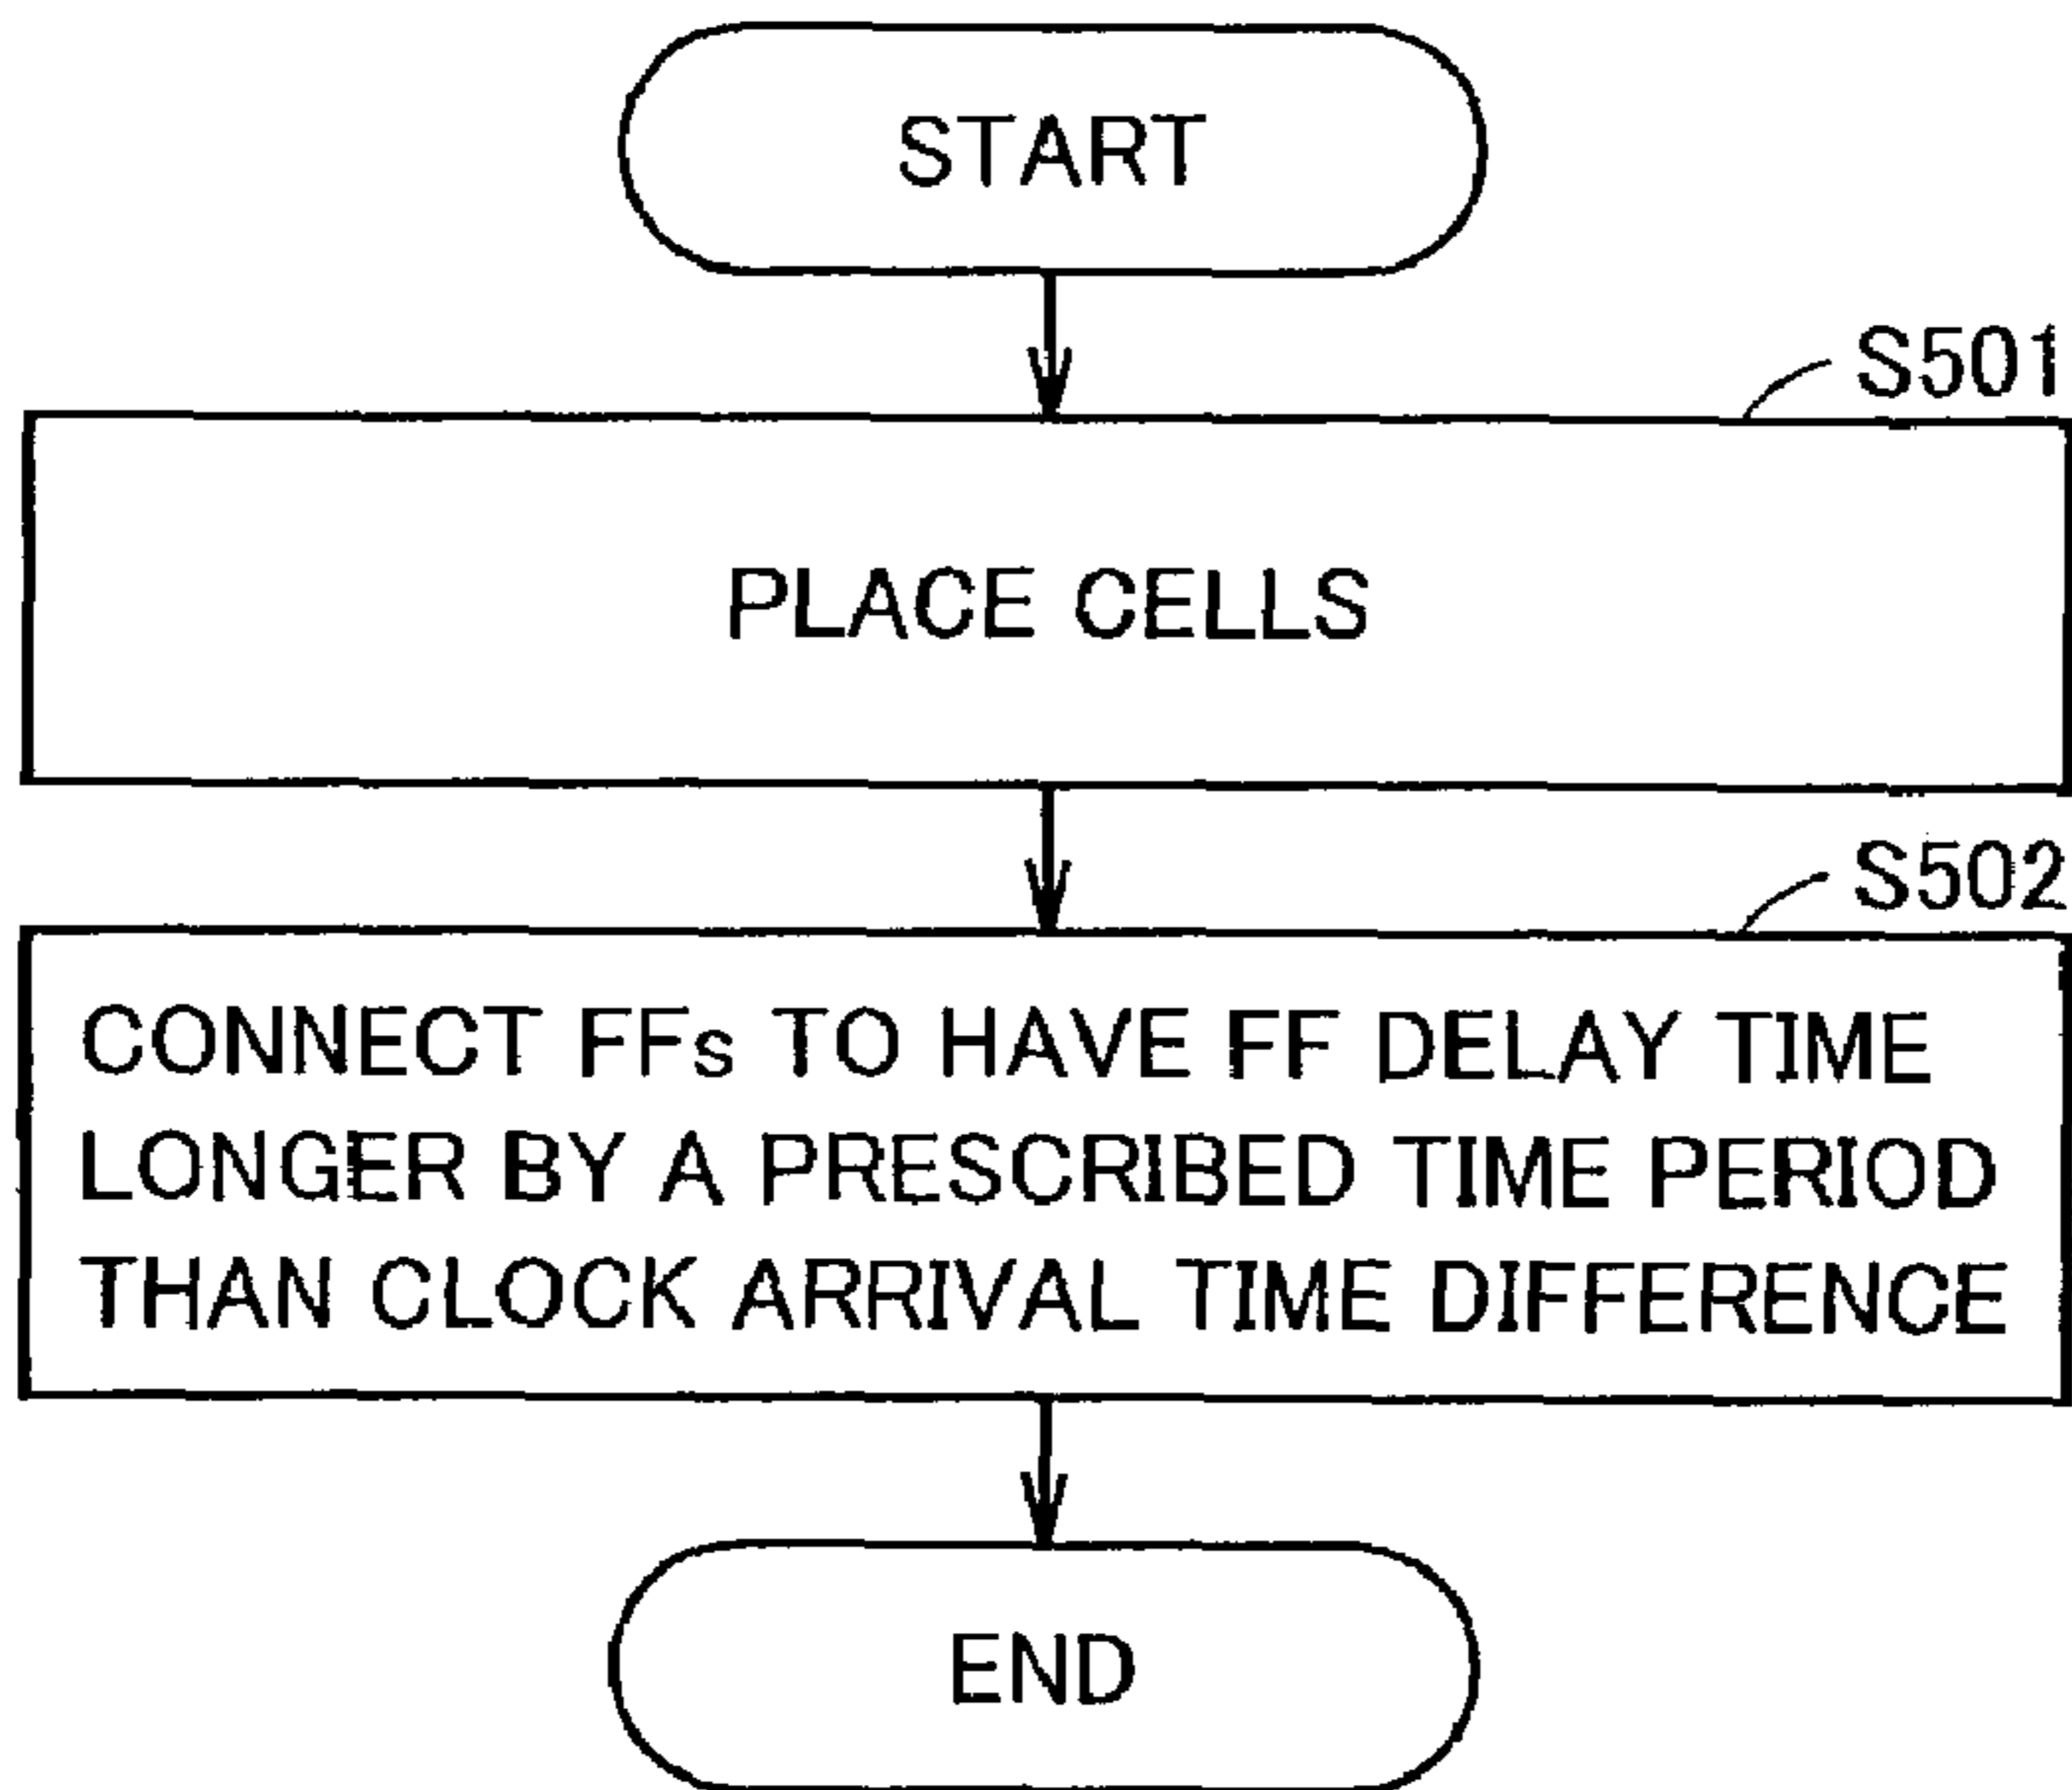 START
S501
PLACE CELLS
S502
CONNECT FFs TO HAVE FF DELAY TIME
LONGER BY A PRESCRIBED TIME PERIOD
THAN CLOCK ARRIVAL TIME DIFFERENCE
END